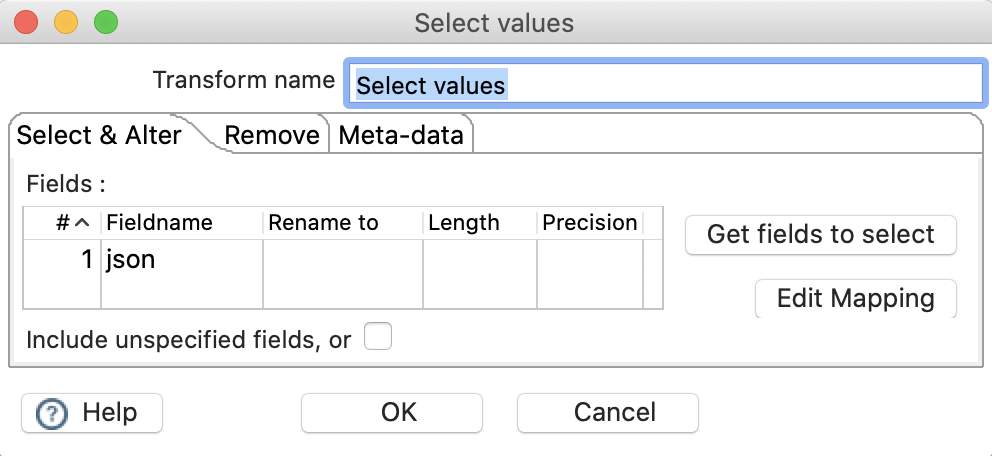 Select values
Transform name Select values
Select & Alter Remove Meta-data
Fields :
# Fieldname Rename to Length Precision
1 json
Get fields to select
Edit Mapping
Include unspecified fields, or
? Help OK Cancel